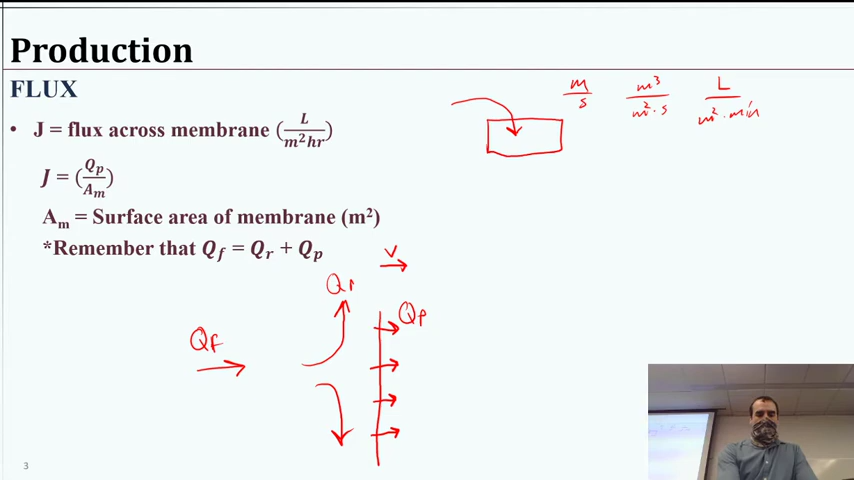 Production
FLUX
• J = flux across membrane (L/m²hr)
J = (Qₚ/Aₘ)
Aₘ = Surface area of membrane (m²)
*Remember that Q_f = Qᵣ + Qₚ
m/s m³/m²·s L/m²·min
v
Qr
Qp
Qf
3